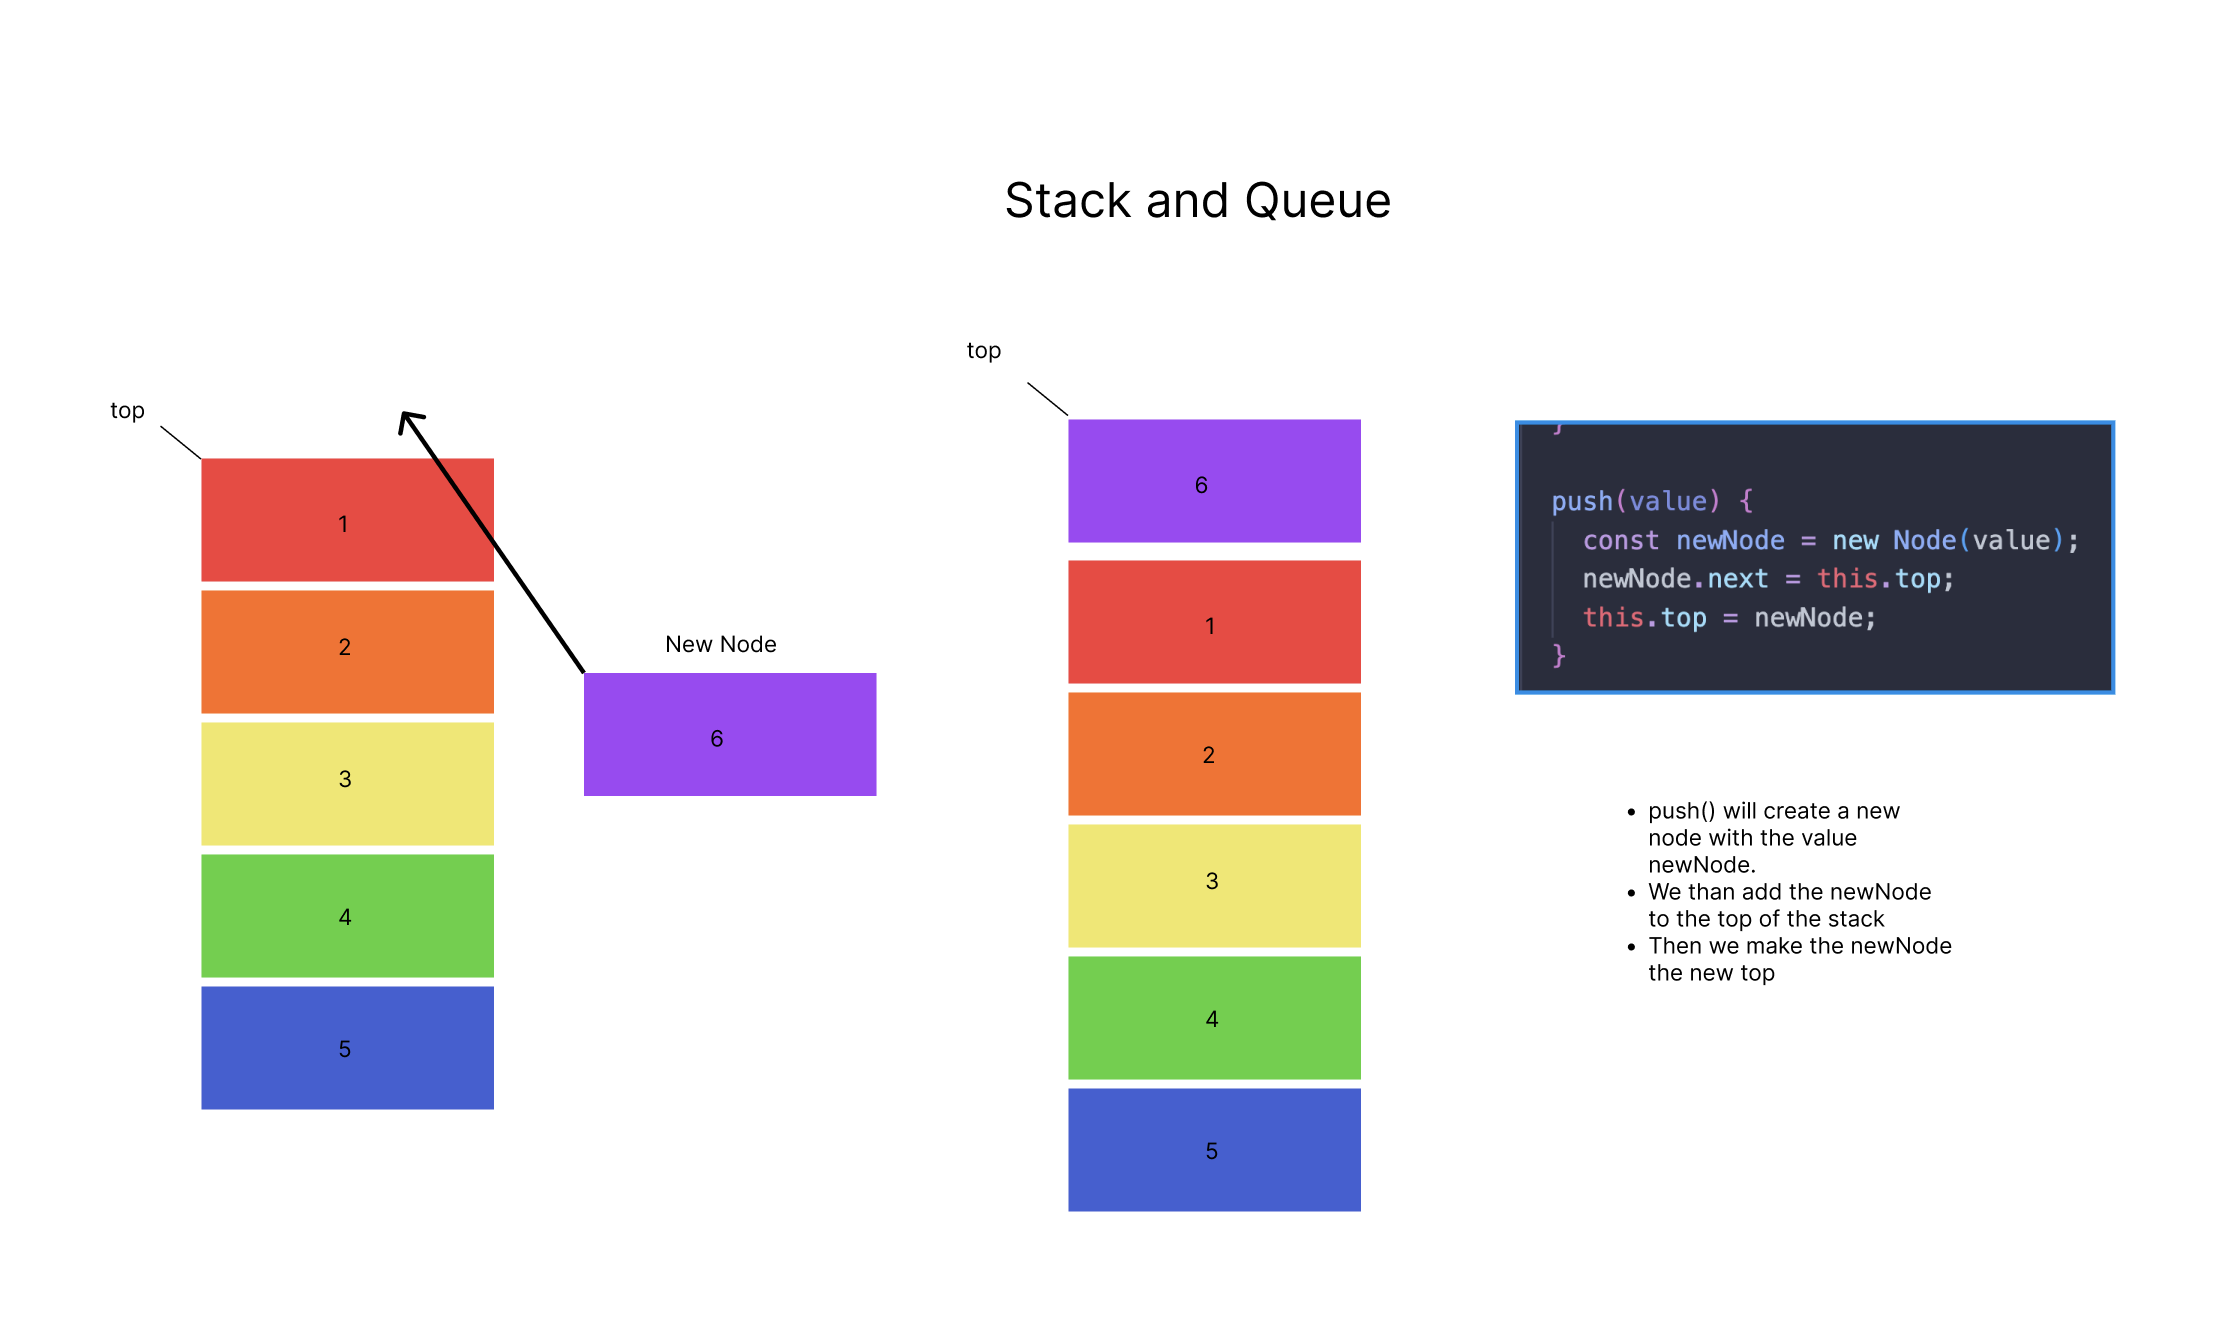 Stack and Queue
top
1
2
3
4
5
New Node
6
top
6
1
2
3
4
5
}
push(value) {
const newNode = new Node(value);
newNode.next = this.top;
this.top = newNode;
}
• push() will create a new
node with the value
newNode.
• We than add the newNode
to the top of the stack
• Then we make the newNode
the new top